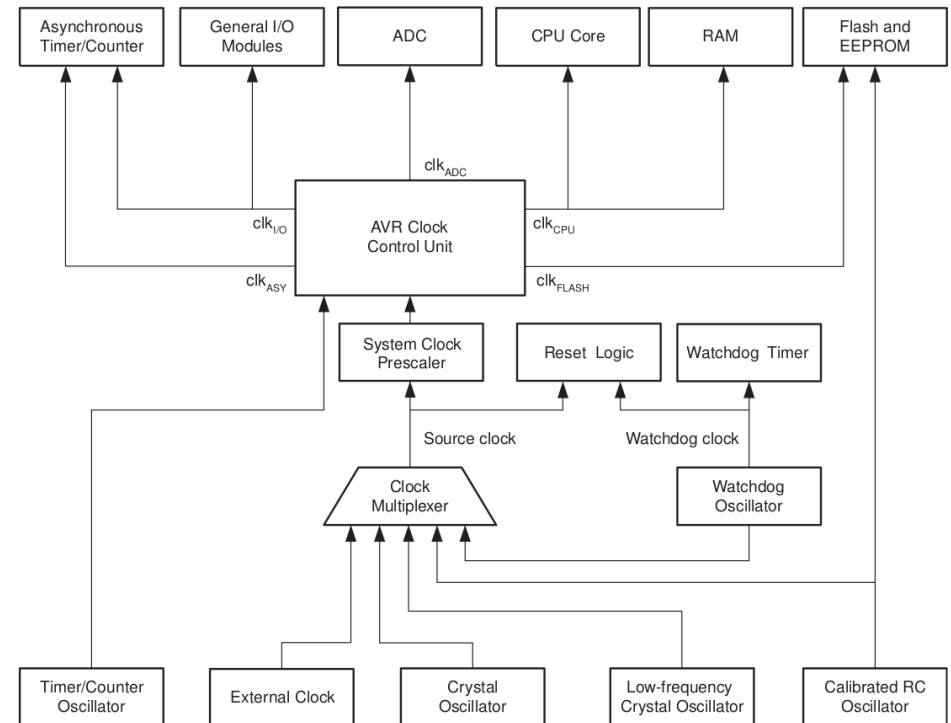 Asynchronous
Timer/Counter
General I/O
Modules
ADC
CPU Core
RAM
Flash and
EEPROM
clkADC
clkI/O
AVR Clock
Control Unit
clkCPU
clkASY
clkFLASH
System Clock
Prescaler
Reset Logic
Watchdog Timer
Source clock
Watchdog clock
Clock
Multiplexer
Watchdog
Oscillator
Timer/Counter
Oscillator
External Clock
Crystal
Oscillator
Low-frequency
Crystal Oscillator
Calibrated RC
Oscillator